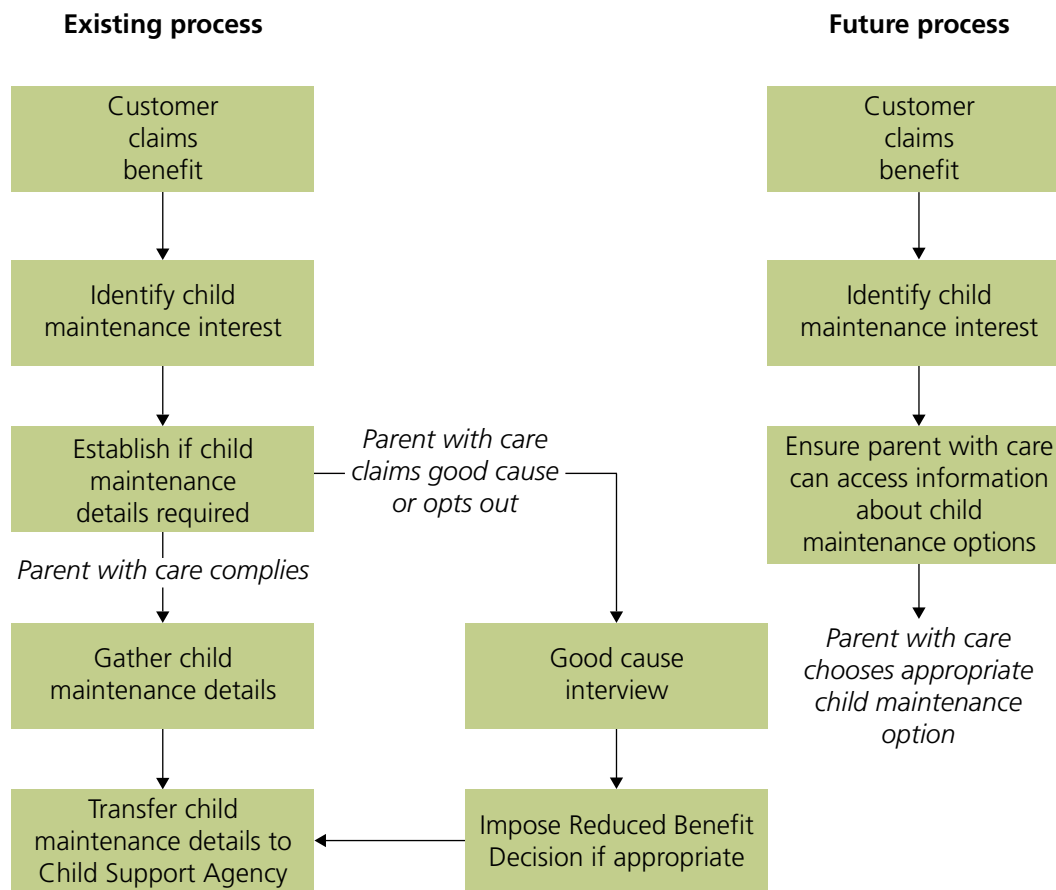 Existing process
Customer
claims
benefit
Identify child
maintenance interest
Establish if child
maintenance
details required
Parent with care
claims good cause
or opts out
Parent with care complies
Gather child
maintenance details
Good cause
interview
Transfer child
maintenance details to
Child Support Agency
Impose Reduced Benefit
Decision if appropriate
Future process
Customer
claims
benefit
Identify child
maintenance interest
Ensure parent with care
can access information
about child
maintenance options
Parent with care
chooses appropriate
child maintenance
option